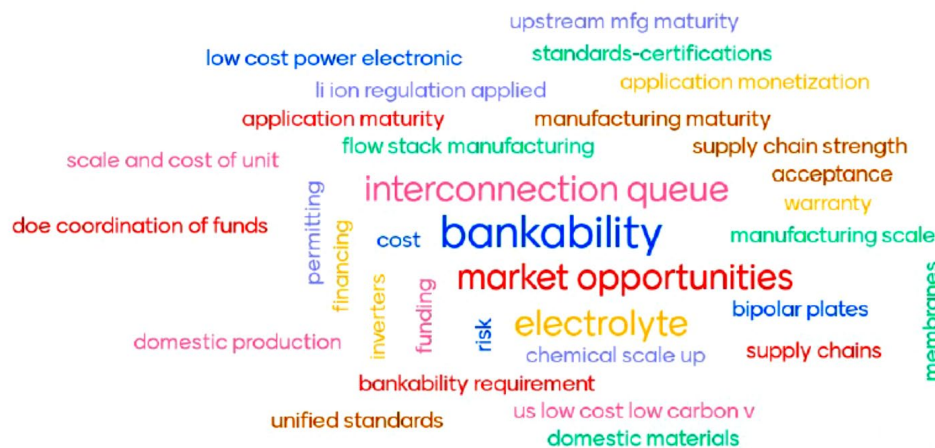 upstream mfg maturity
low cost power electronic
standards-certifications
li ion regulation applied
application monetization
application maturity
manufacturing maturity
flow stack manufacturing
supply chain strength
scale and cost of unit
acceptance
interconnection queue
warranty
doe coordination of funds
permitting
financing
cost
bankability
manufacturing scale
market opportunities
inverters
funding
risk
electrolyte
bipolar plates
membranes
domestic production
chemical scale up
supply chains
bankability requirement
unified standards
us low cost low carbon v
domestic materials